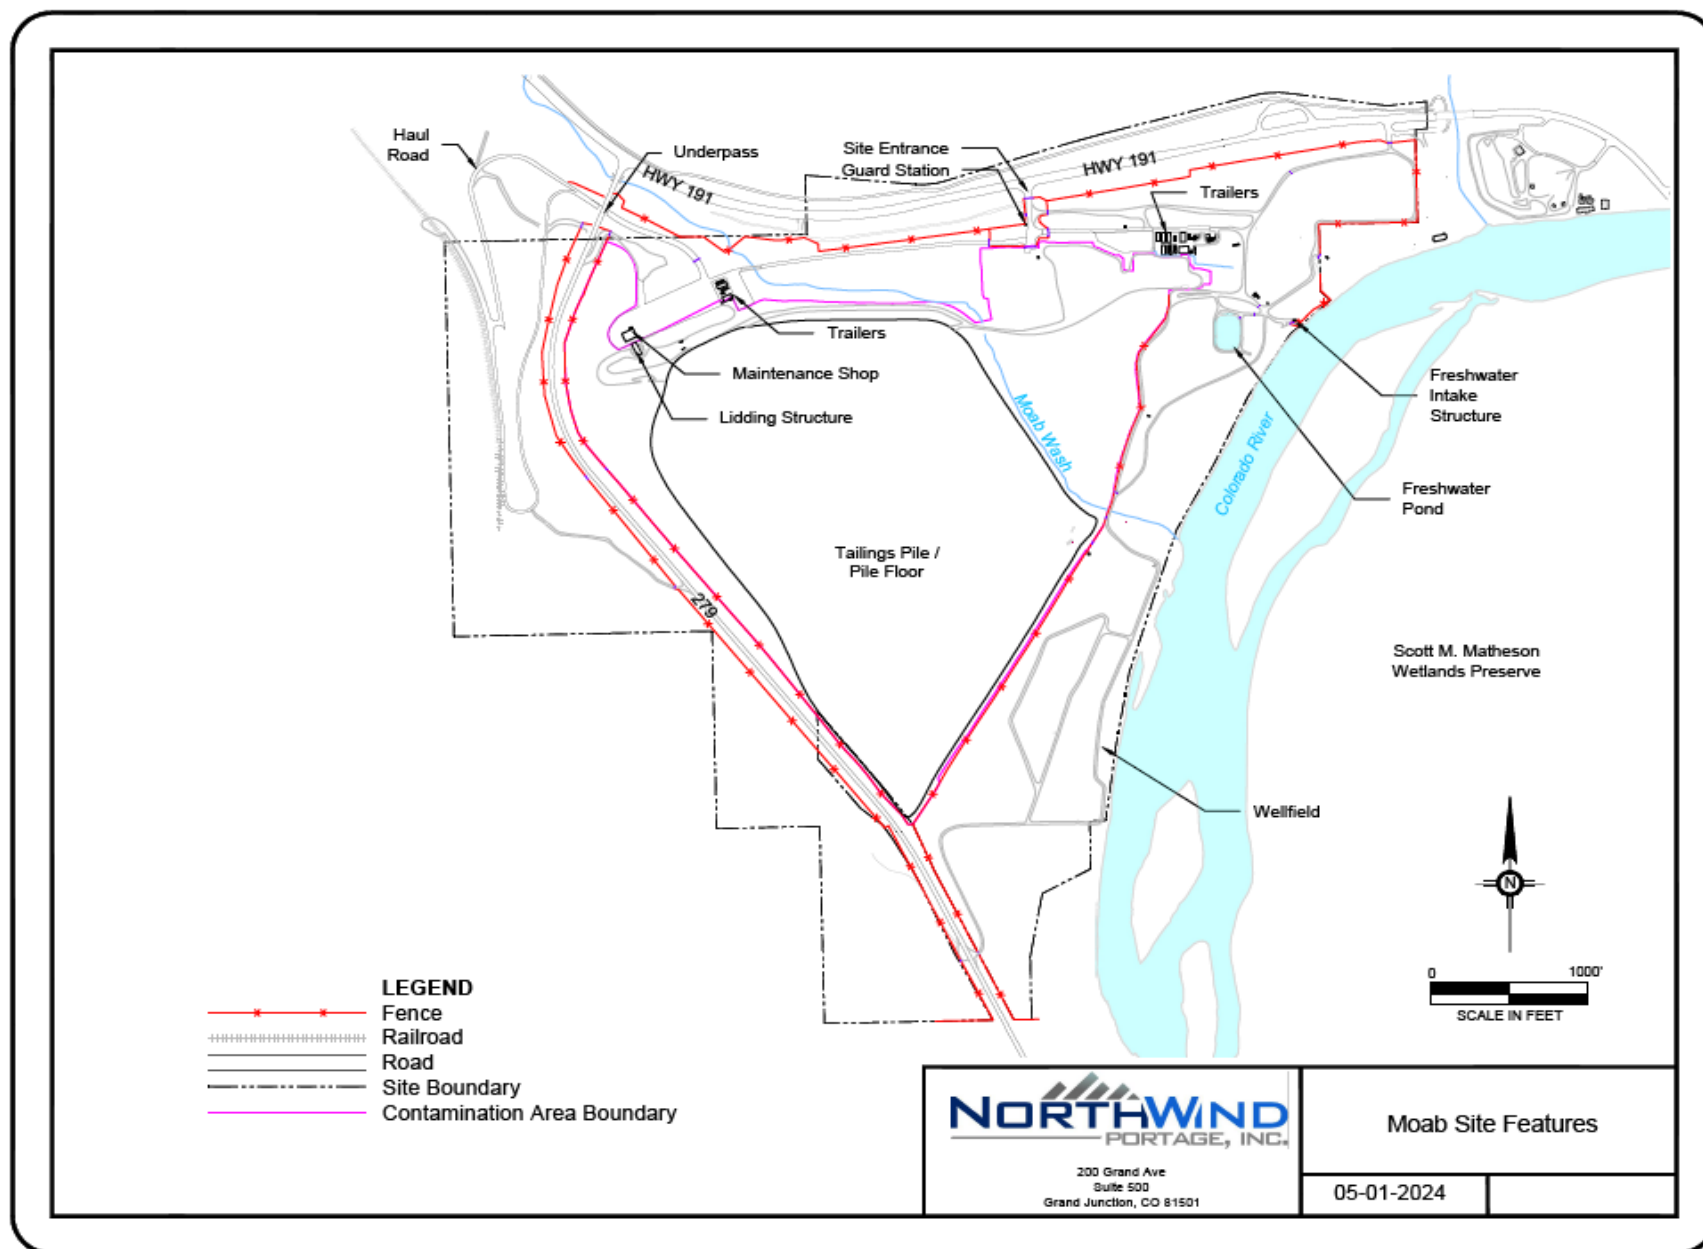 Haul
Road
Underpass
HWY 191
Site Entrance
Guard Station
HWY 191
Trailers
Trailers
Maintenance Shop
Lidding Structure
Moab Wash
Freshwater
Intake
Structure
Colorado River
Freshwater
Pond
Tailings Pile /
Pile Floor
279
Scott M. Matheson
Wetlands Preserve
Wellfield
N
0 1000'
SCALE IN FEET
LEGEND
Fence
Railroad
Road
Site Boundary
Contamination Area Boundary
NORTHWIND
PORTAGE, INC.
200 Grand Ave
Suite 500
Grand Junction, CO 81501
Moab Site Features
05-01-2024